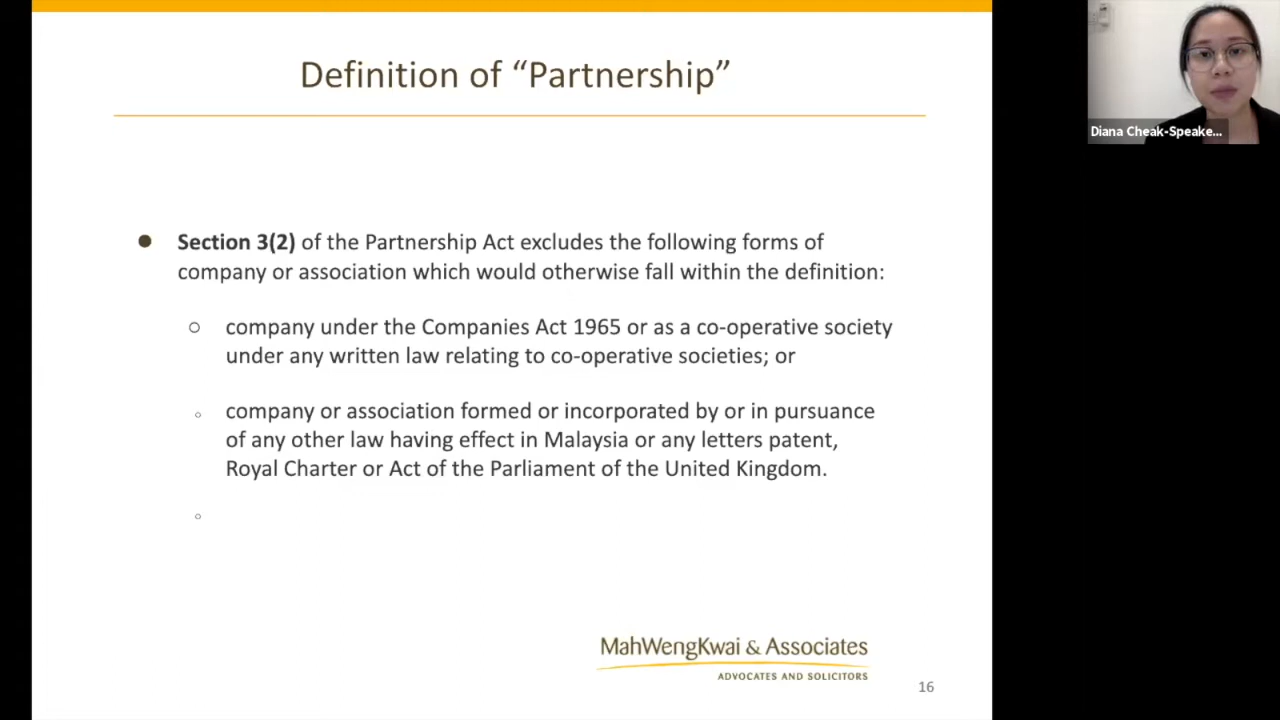 Definition of “Partnership”
Diana Cheak-Speake...
Section 3(2) of the Partnership Act excludes the following forms of
company or association which would otherwise fall within the definition:
company under the Companies Act 1965 or as a co-operative society
under any written law relating to co-operative societies; or
company or association formed or incorporated by or in pursuance
of any other law having effect in Malaysia or any letters patent,
Royal Charter or Act of the Parliament of the United Kingdom.
MahWengKwai & Associates
ADVOCATES AND SOLICITORS
16